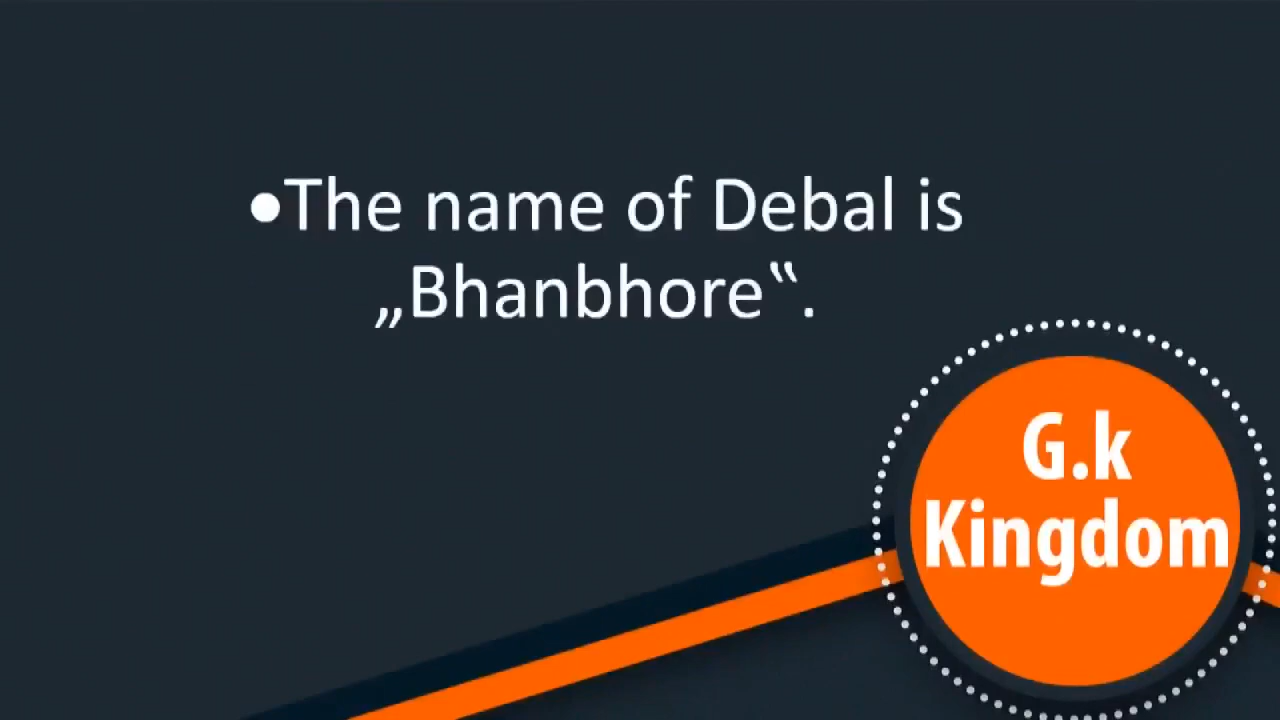 •The name of Debal is
„Bhanbhore‟.
G.k
Kingdom